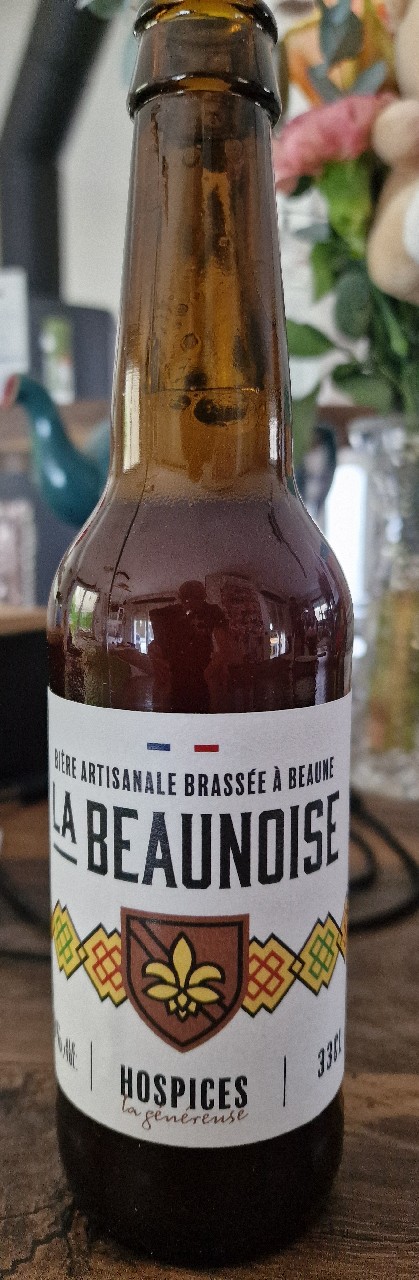 BIÈRE ARTISANALE BRASSÉE À BEAUNE
LA BEAUNOISE
HOSPICES
la généreuse
33CL